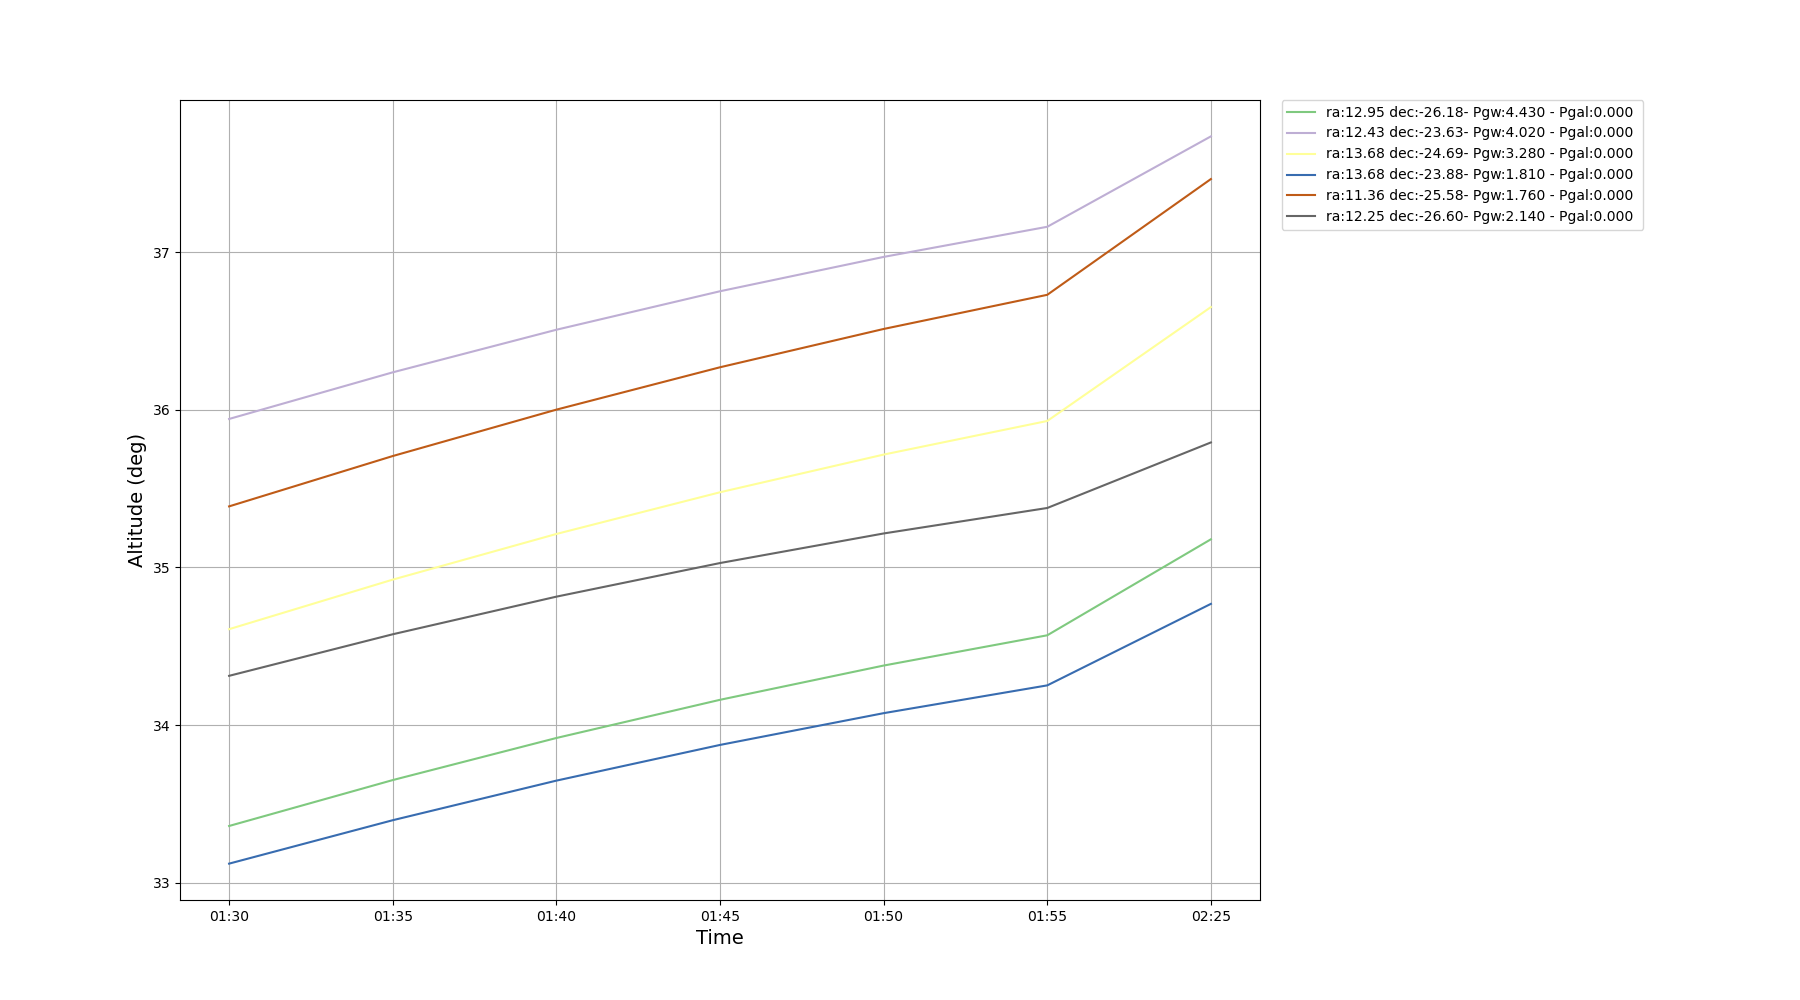 ra:12.95 dec:-26.18- Pgw:4.430 - Pgal:0.000
ra:12.43 dec:-23.63- Pgw:4.020 - Pgal:0.000
ra:13.68 dec:-24.69- Pgw:3.280 - Pgal:0.000
ra:13.68 dec:-23.88- Pgw:1.810 - Pgal:0.000
ra:11.36 dec:-25.58- Pgw:1.760 - Pgal:0.000
ra:12.25 dec:-26.60- Pgw:2.140 - Pgal:0.000
37
36
35
34
33
Altitude (deg)
01:30 01:35 01:40 01:45 01:50 01:55 02:25
Time